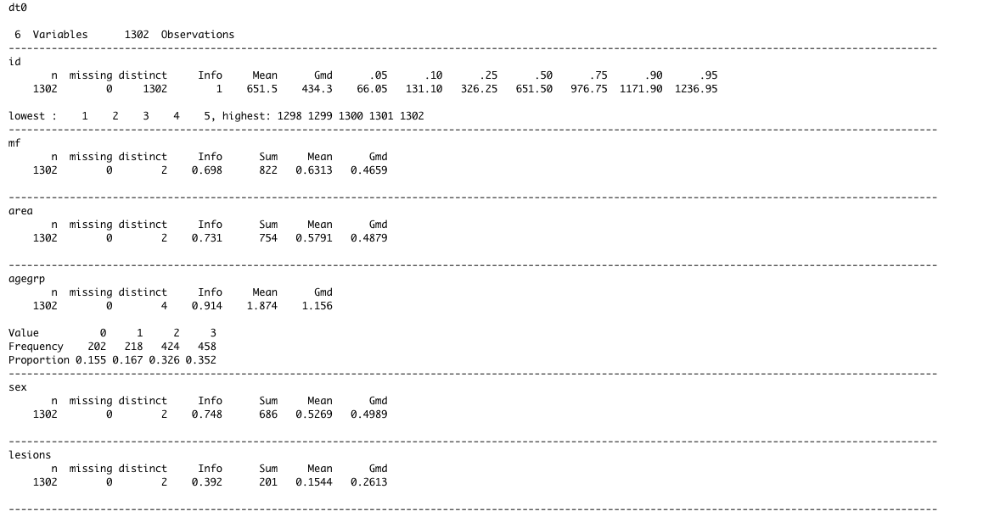 dt0
6 Variables 1302 Observations
--------------------------------------------------------------------------------------------------------------------------------------------------------
id
n missing distinct Info Mean Gmd .05 .10 .25 .50 .75 .90 .95
1302 0 1302 1 651.5 434.3 66.05 131.10 326.25 651.50 976.75 1171.90 1236.95
lowest : 1 2 3 4 5, highest: 1298 1299 1300 1301 1302
--------------------------------------------------------------------------------------------------------------------------------------------------------
mf
n missing distinct Info Sum Mean Gmd
1302 0 2 0.698 822 0.6313 0.4659
--------------------------------------------------------------------------------------------------------------------------------------------------------
area
n missing distinct Info Sum Mean Gmd
1302 0 2 0.731 754 0.5791 0.4879
--------------------------------------------------------------------------------------------------------------------------------------------------------
agegrp
n missing distinct Info Mean Gmd
1302 0 4 0.914 1.874 1.156
Value 0 1 2 3
Frequency 202 218 424 458
Proportion 0.155 0.167 0.326 0.352
--------------------------------------------------------------------------------------------------------------------------------------------------------
sex
n missing distinct Info Sum Mean Gmd
1302 0 2 0.748 686 0.5269 0.4989
--------------------------------------------------------------------------------------------------------------------------------------------------------
lesions
n missing distinct Info Sum Mean Gmd
1302 0 2 0.392 201 0.1544 0.2613
--------------------------------------------------------------------------------------------------------------------------------------------------------